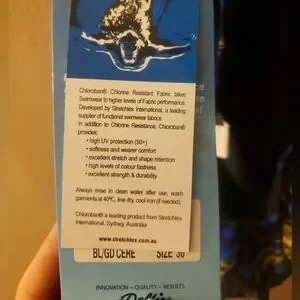 Chloroban® Chlorine Resistant Fabric takes
Swimwear to higher levels of Fabric performance.
Developed by Stretchtex International, a leading
supplier of functional swimwear fabrics.
In addition to Chlorine Resistance, Chloroban®
provides:
• high UV protection (50+)
• softness and wearer comfort
• excellent stretch and shape retention
• high levels of colour fastness
• excellent strength & durability
Always rinse in clean water after use, wash
garments at 40ºC, line dry, cool iron (if needed).
Chloroban® a leading product from Stretchtex
International, Sydney, Australia
www.stretchtex.com.au
BL/GD CERE SIZE
INNOVATION ~ QUALITY ~ RESULTS